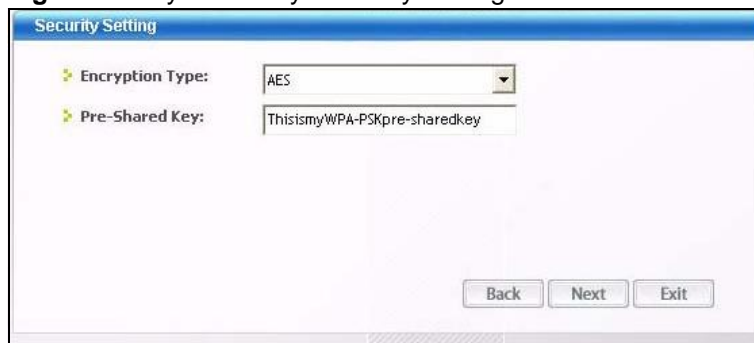 Security Setting
Encryption Type: AES
Pre-Shared Key: ThisismyWPA-PSKpre-sharedkey
Back Next Exit